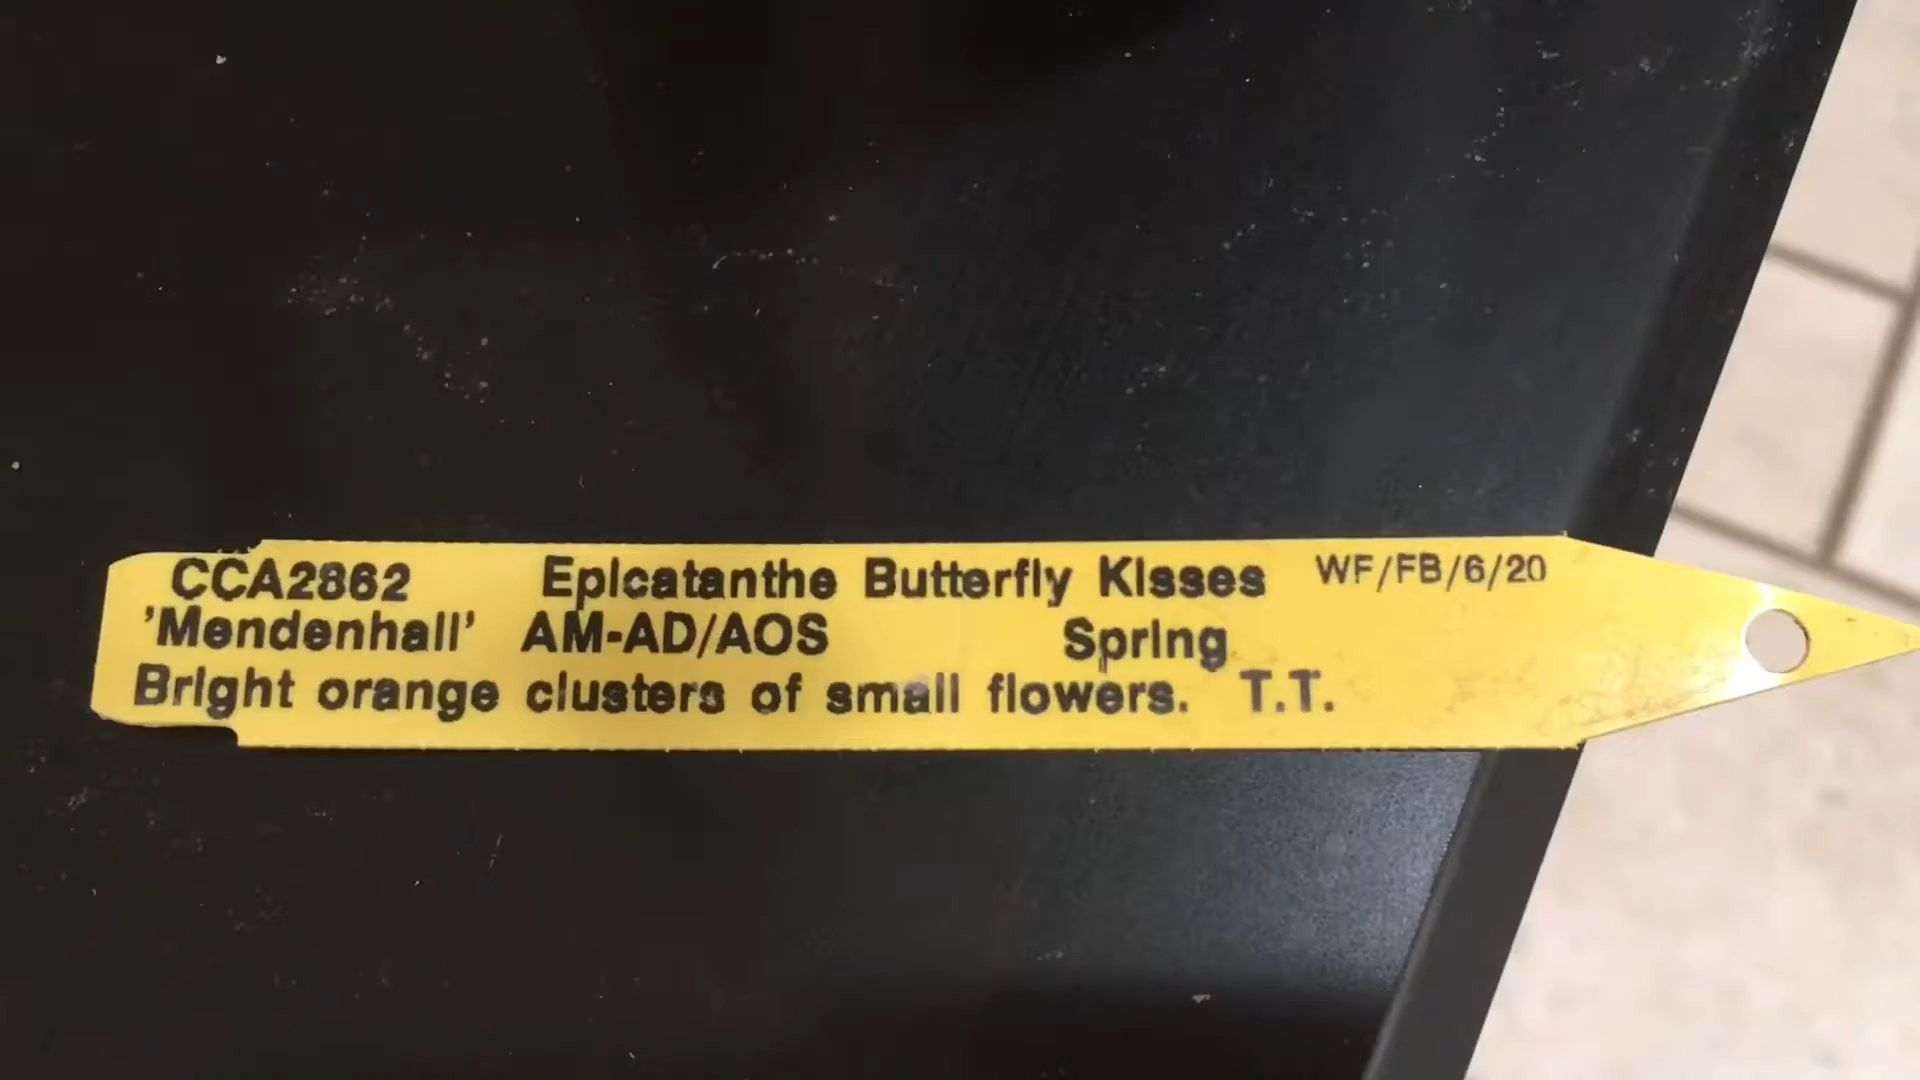 CCA2862 Epicatanthe Butterfly Kisses WF/FB/6/20
'Mendenhall' AM-AD/AOS Spring
Bright orange clusters of small flowers. T.T.